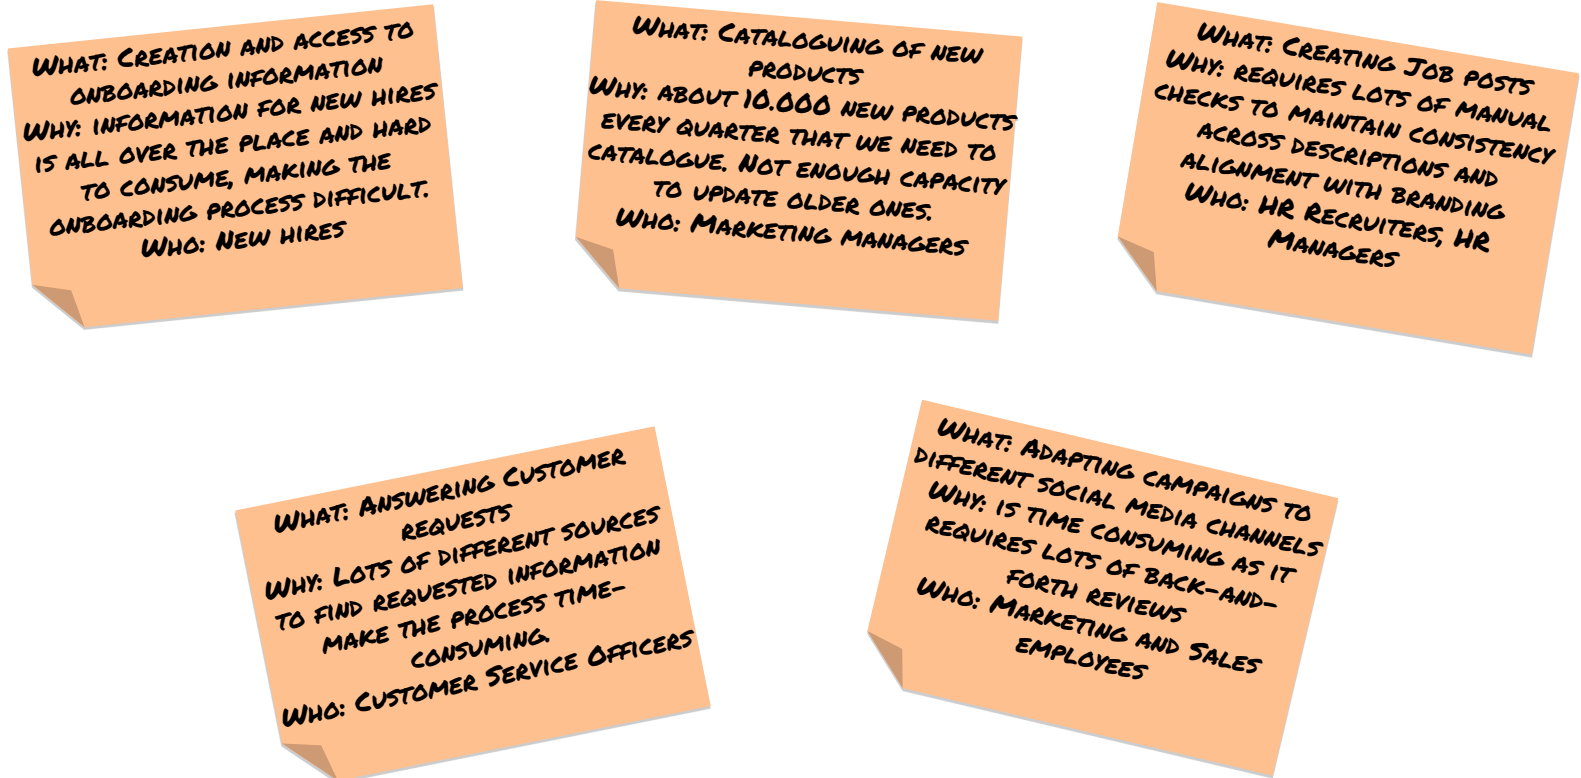 What: Creation and access to
onboarding information
Why: information for new hires
is all over the place and hard
to consume, making the
onboarding process difficult.
Who: New hires
What: Cataloguing of new
products
Why: about 10.000 new products
every quarter that we need to
catalogue. Not enough capacity
to update older ones.
Who: Marketing managers
What: Creating Job posts
Why: requires lots of manual
checks to maintain consistency
across descriptions and
alignment with branding
Who: HR Recruiters, HR
Managers
What: Answering Customer
requests
Why: Lots of different sources
to find requested information
make the process time-
consuming.
Who: Customer Service Officers
What: Adapting campaigns to
different social media channels
Why: is time consuming as it
requires lots of back-and-
forth reviews
Who: Marketing and Sales
employees